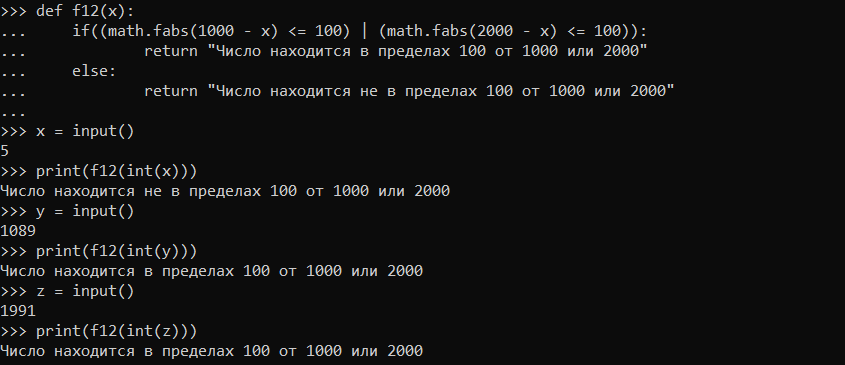 >>> def f12(x):
...     if((math.fabs(1000 - x) <= 100) | (math.fabs(2000 - x) <= 100)):
...             return "Число находится в пределах 100 от 1000 или 2000"
...     else:
...             return "Число находится не в пределах 100 от 1000 или 2000"
...
>>> x = input()
5
>>> print(f12(int(x)))
Число находится не в пределах 100 от 1000 или 2000
>>> y = input()
1089
>>> print(f12(int(y)))
Число находится в пределах 100 от 1000 или 2000
>>> z = input()
1991
>>> print(f12(int(z)))
Число находится в пределах 100 от 1000 или 2000